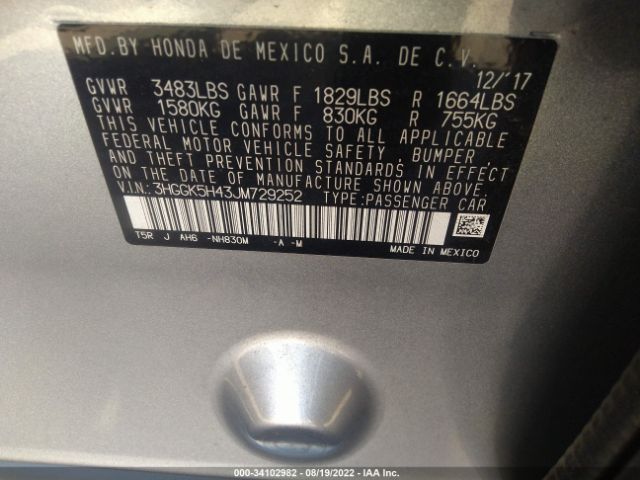 MFD.BY HONDA DE MEXICO S.A. DE C.V.
12/'17
GVWR 3483LBS GAWR F 1829LBS R 1664LBS
GVWR 1580KG GAWR F 830KG R 755KG
THIS VEHICLE CONFORMS TO ALL APPLICABLE
FEDERAL MOTOR VEHICLE SAFETY, BUMPER,
AND THEFT PREVENTION STANDARDS IN EFFECT
ON THE DATE OF MANUFACTURE SHOWN ABOVE.
V.I.N.: 3HGGK5H43JM729252 TYPE:PASSENGER CAR
T5R J AH6 -NH830M -A -M
MADE IN MEXICO
000-34102982 - 08/19/2022 - IAA Inc.